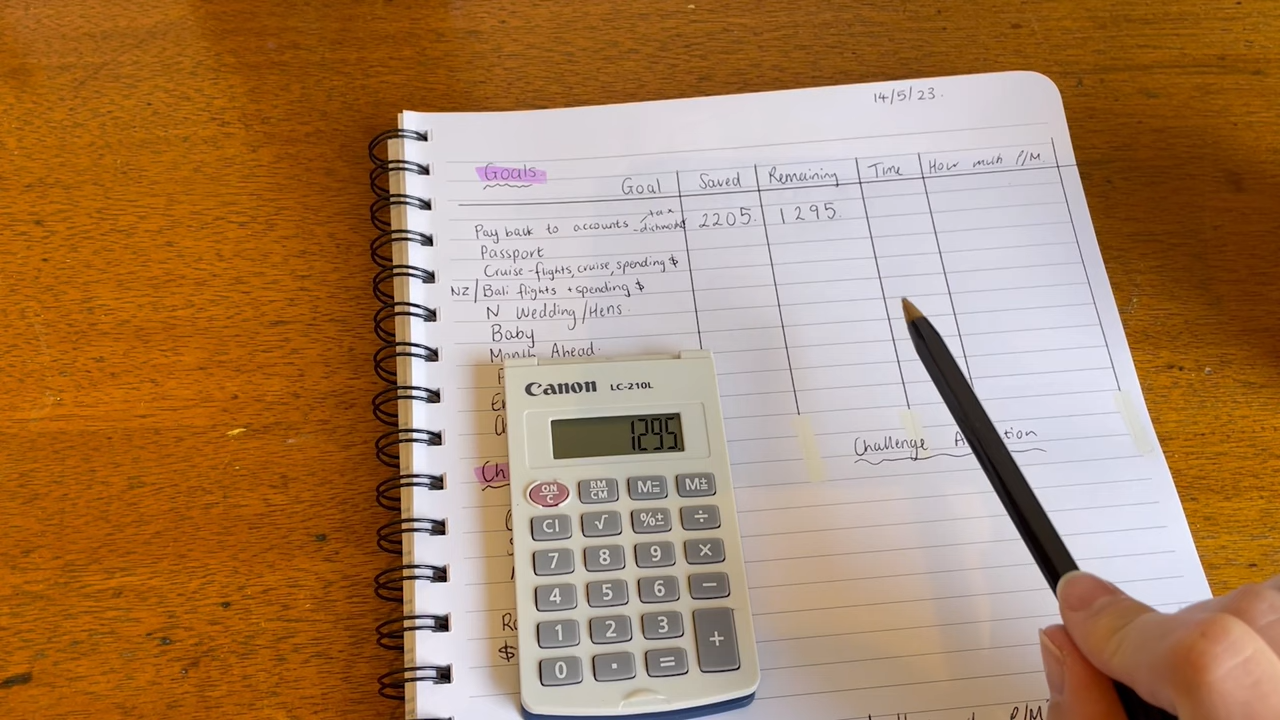 14/5/23.
Goals.
Goal Saved Remaining Time How much P/M.
Pay back to accounts - tax 2205. 1295.
Passport
Cruise - flights, cruise, spending $
NZ / Bali flights + spending $
N Wedding / Hens.
Baby
Month Ahead.
Challenge
Canon LC-210L
1295.
ON/C RM/CM M= M±
CI √ %± ÷
7 8 9 ×
4 5 6 −
1 2 3 +
0 . =
$
P/M